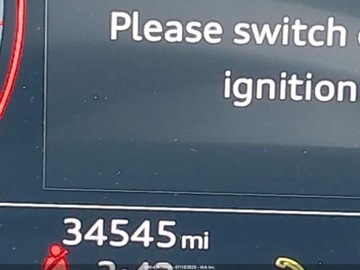 Please switch
ignition
34545 mi